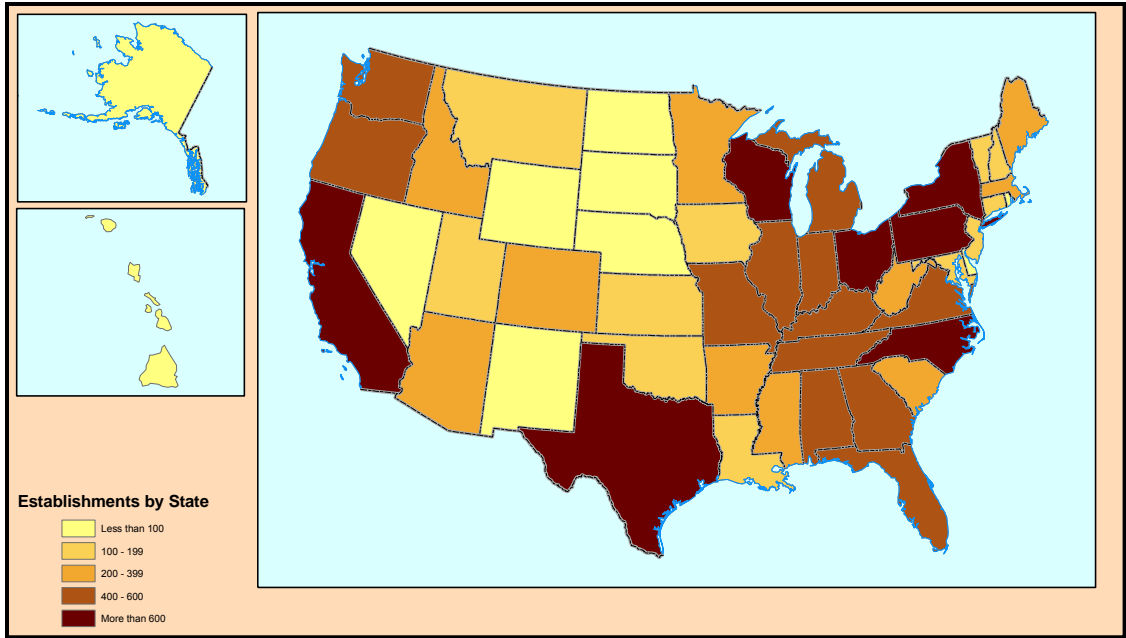 Establishments by State
Less than 100
100 - 199
200 - 399
400 - 600
More than 600